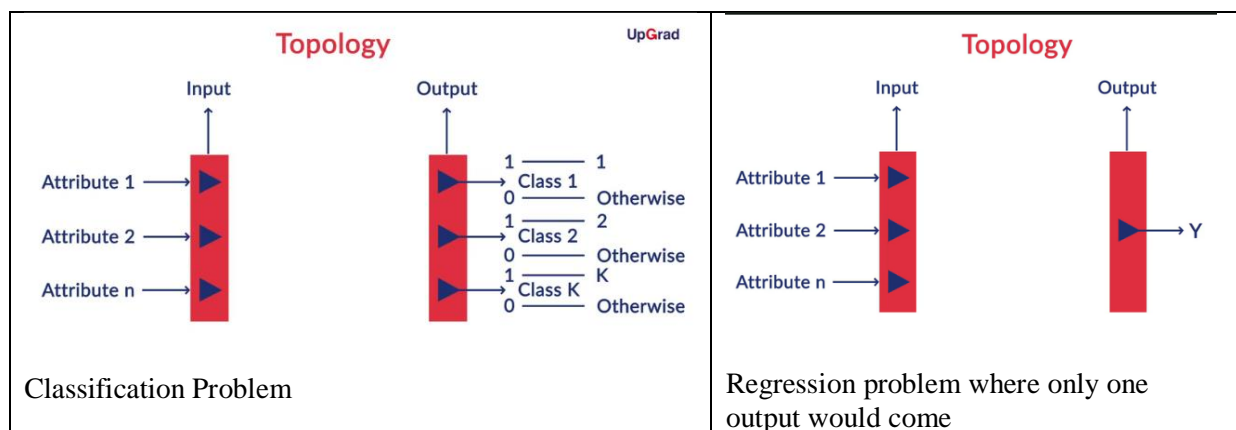 Topology
UpGrad
Input
Output
Attribute 1
Attribute 2
Attribute n
1 1
Class 1
0 Otherwise
1 2
Class 2
0 Otherwise
1 K
Class K
0 Otherwise
Classification Problem
Topology
Input
Output
Attribute 1
Attribute 2
Attribute n
Y
Regression problem where only one
output would come